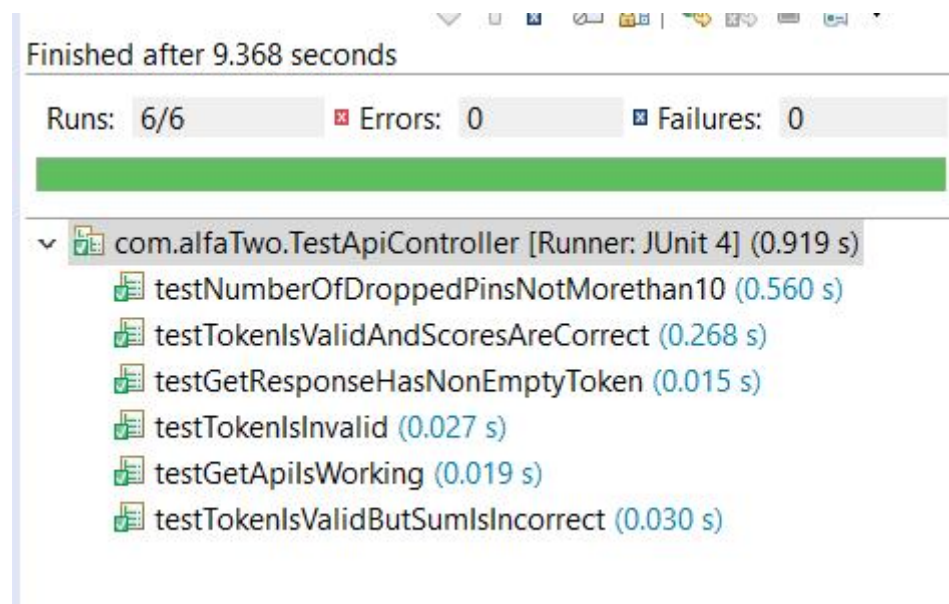 Finished after 9.368 seconds
Runs: 6/6 Errors: 0 Failures: 0
com.alfaTwo.TestApiController [Runner: JUnit 4] (0.919 s)
testNumberOfDroppedPinsNotMorethan10 (0.560 s)
testTokenIsValidAndScoresAreCorrect (0.268 s)
testGetResponseHasNonEmptyToken (0.015 s)
testTokenIsInvalid (0.027 s)
testGetApiIsWorking (0.019 s)
testTokenIsValidButSumIsIncorrect (0.030 s)